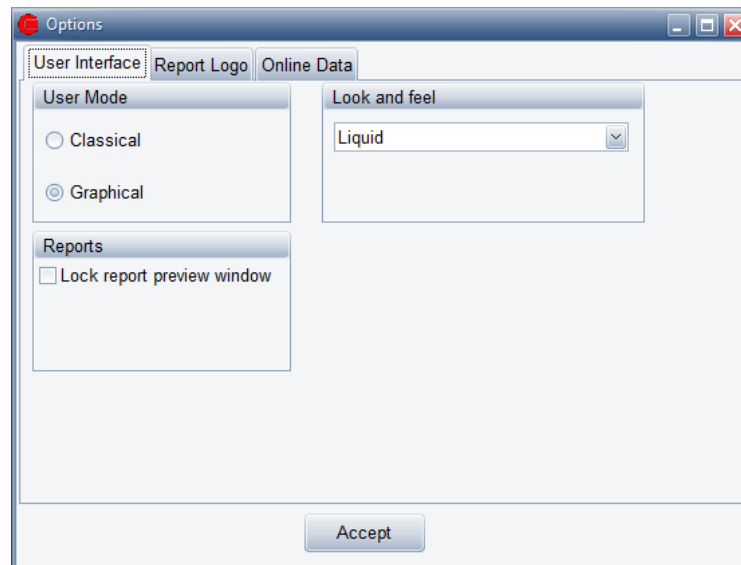 Options
User Interface Report Logo Online Data
User Mode
Classical
Graphical
Look and feel
Liquid
Reports
Lock report preview window
Accept